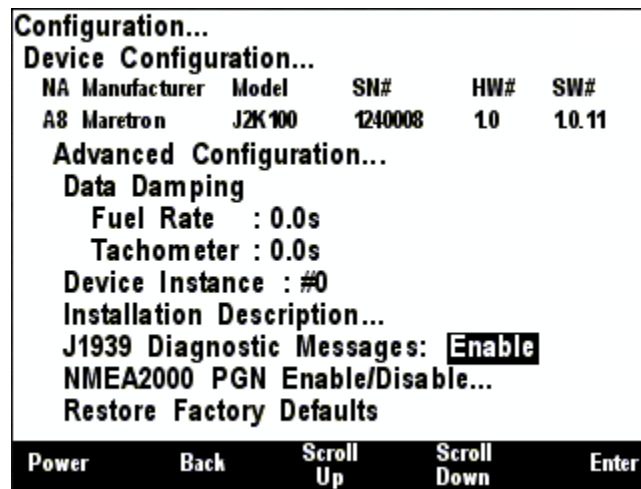 Configuration...
Device Configuration...
NA Manufacturer Model SN# HW# SW#
A8 Maretron J2K100 1240008 1.0 1.0.11
Advanced Configuration...
Data Damping
Fuel Rate : 0.0s
Tachometer : 0.0s
Device Instance : #0
Installation Description...
J1939 Diagnostic Messages: Enable
NMEA2000 PGN Enable/Disable...
Restore Factory Defaults
Power Back Scroll Up Scroll Down Enter